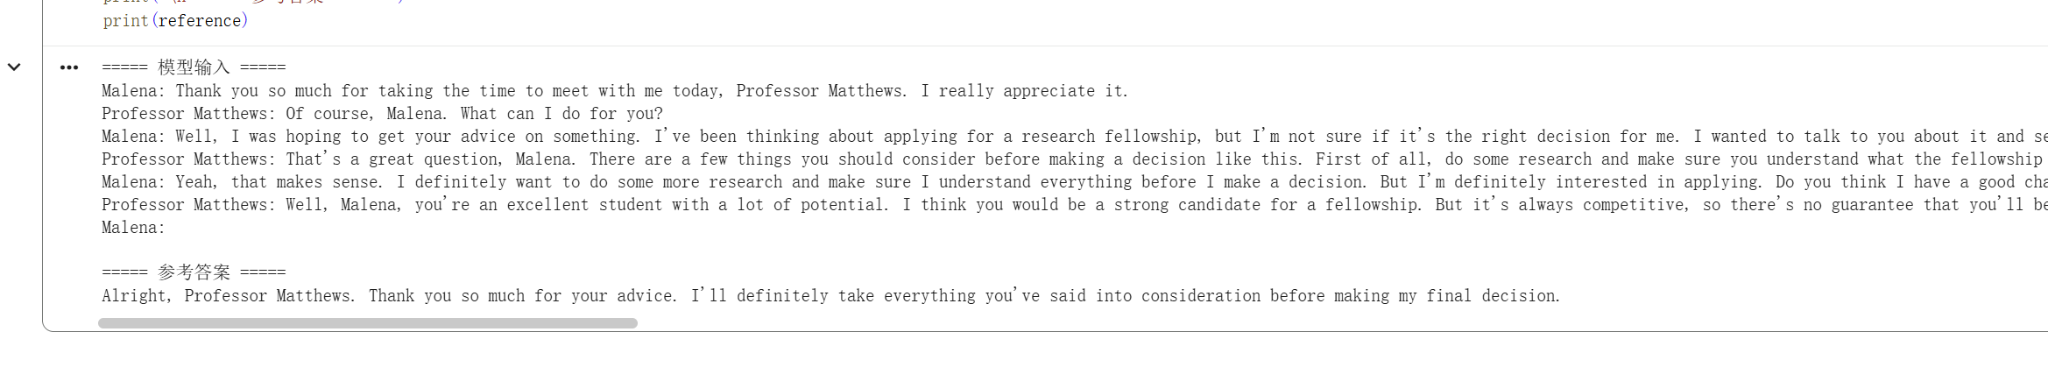 print(reference)
===== 模型输入 =====
Malena: Thank you so much for taking the time to meet with me today, Professor Matthews. I really appreciate it.
Professor Matthews: Of course, Malena. What can I do for you?
Malena: Well, I was hoping to get your advice on something. I've been thinking about applying for a research fellowship, but I'm not sure if it's the right decision for me. I wanted to talk to you about it and se
Professor Matthews: That's a great question, Malena. There are a few things you should consider before making a decision like this. First of all, do some research and make sure you understand what the fellowship
Malena: Yeah, that makes sense. I definitely want to do some more research and make sure I understand everything before I make a decision. But I'm definitely interested in applying. Do you think I have a good cha
Professor Matthews: Well, Malena, you're an excellent student with a lot of potential. I think you would be a strong candidate for a fellowship. But it's always competitive, so there's no guarantee that you'll be
Malena:
===== 参考答案 =====
Alright, Professor Matthews. Thank you so much for your advice. I'll definitely take everything you've said into consideration before making my final decision.